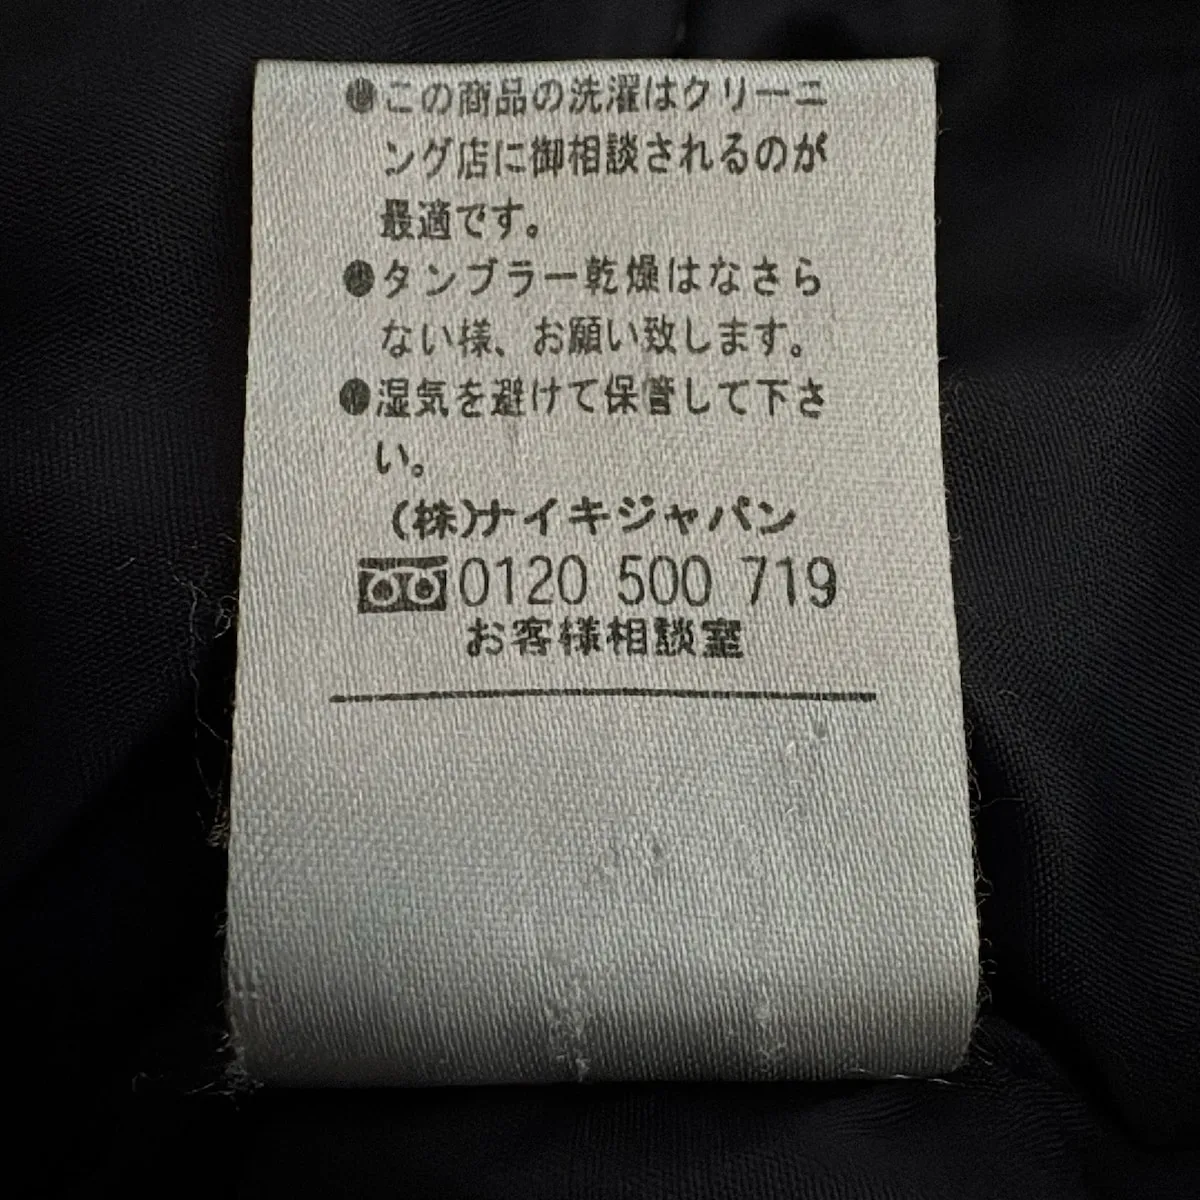 ●この商品の洗濯はクリーニ
ング店に御相談されるのが
最適です。
●タンブラー乾燥はなさら
ない様、お願い致します。
●湿気を避けて保管して下さ
い。
(株)ナイキジャパン
0120 500 719
お客様相談室